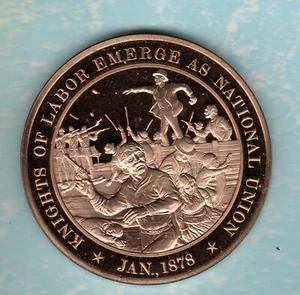 KNIGHTS OF LABOR EMERGE AS NATIONAL UNION
★ JAN., 1878 ★